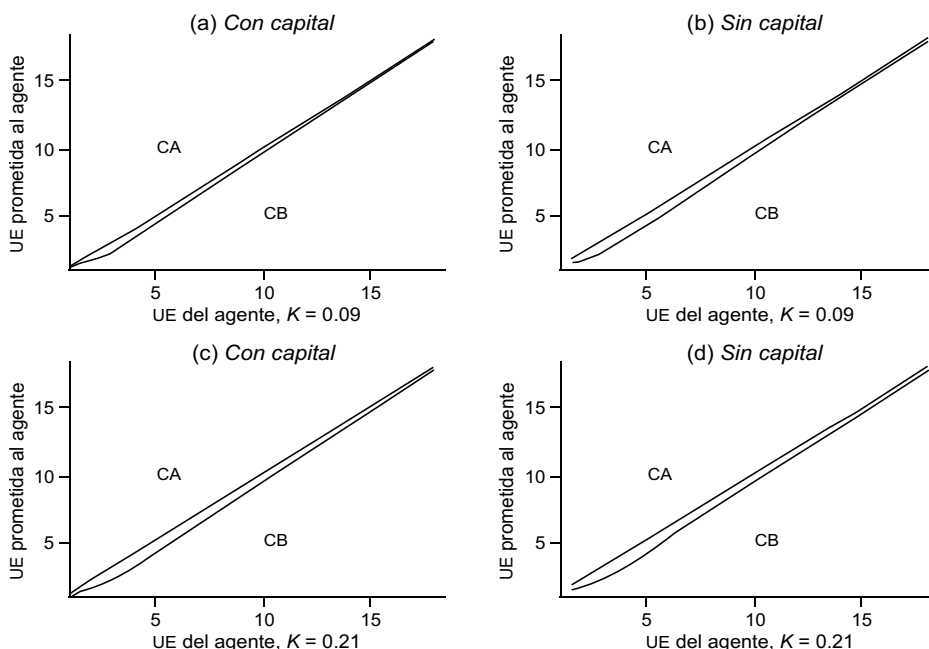 (a) Con capital
UE prometida al agente
15
10
5
CA
CB
5 10 15
UE del agente, K = 0.09
(b) Sin capital
UE prometida al agente
15
10
5
CA
CB
5 10 15
UE del agente, K = 0.09
(c) Con capital
UE prometida al agente
15
10
5
CA
CB
5 10 15
UE del agente, K = 0.21
(d) Sin capital
UE prometida al agente
15
10
5
CA
CB
5 10 15
UE del agente, K = 0.21